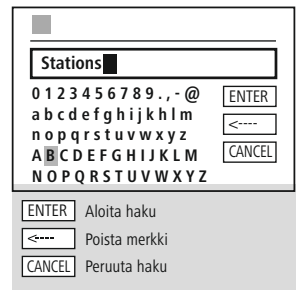 Stations
0 1 2 3 4 5 6 7 8 9 . , - @
a b c d e f g h i j k h l m
n o p q r s t u v w x y z
A B C D E F G H I J K L M
N O P Q R S T U V W X Y Z
ENTER
<----
CANCEL
ENTER Aloita haku
<---- Poista merkki
CANCEL Peruuta haku